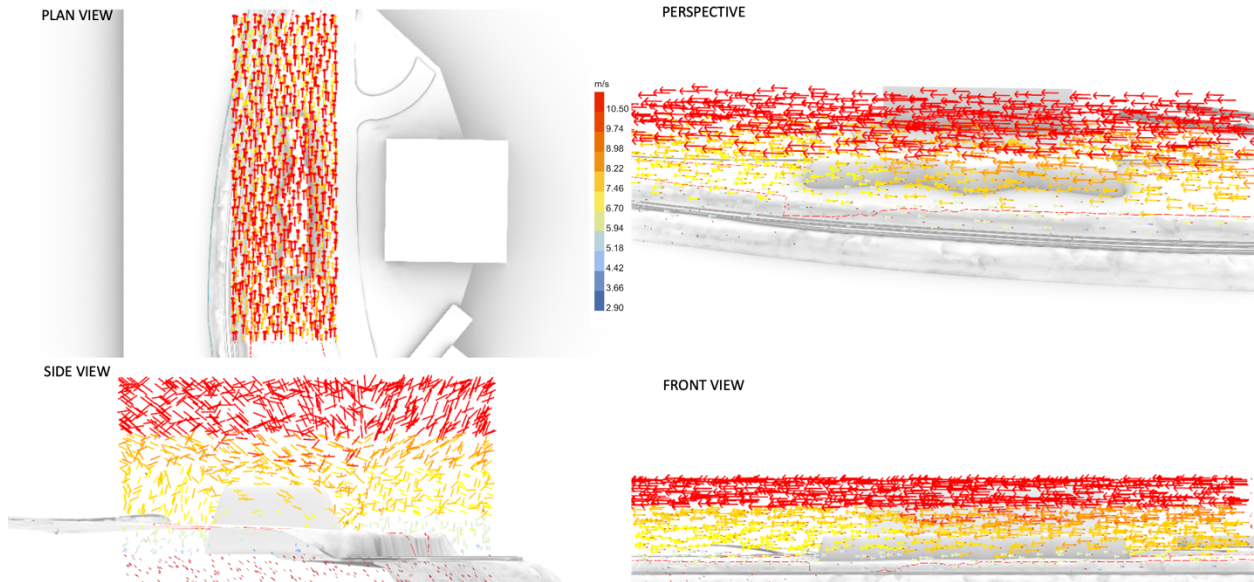 PLAN VIEW
PERSPECTIVE
m/s
10.50
9.74
8.98
8.22
7.46
6.70
5.94
5.18
4.42
3.66
2.90
SIDE VIEW
FRONT VIEW